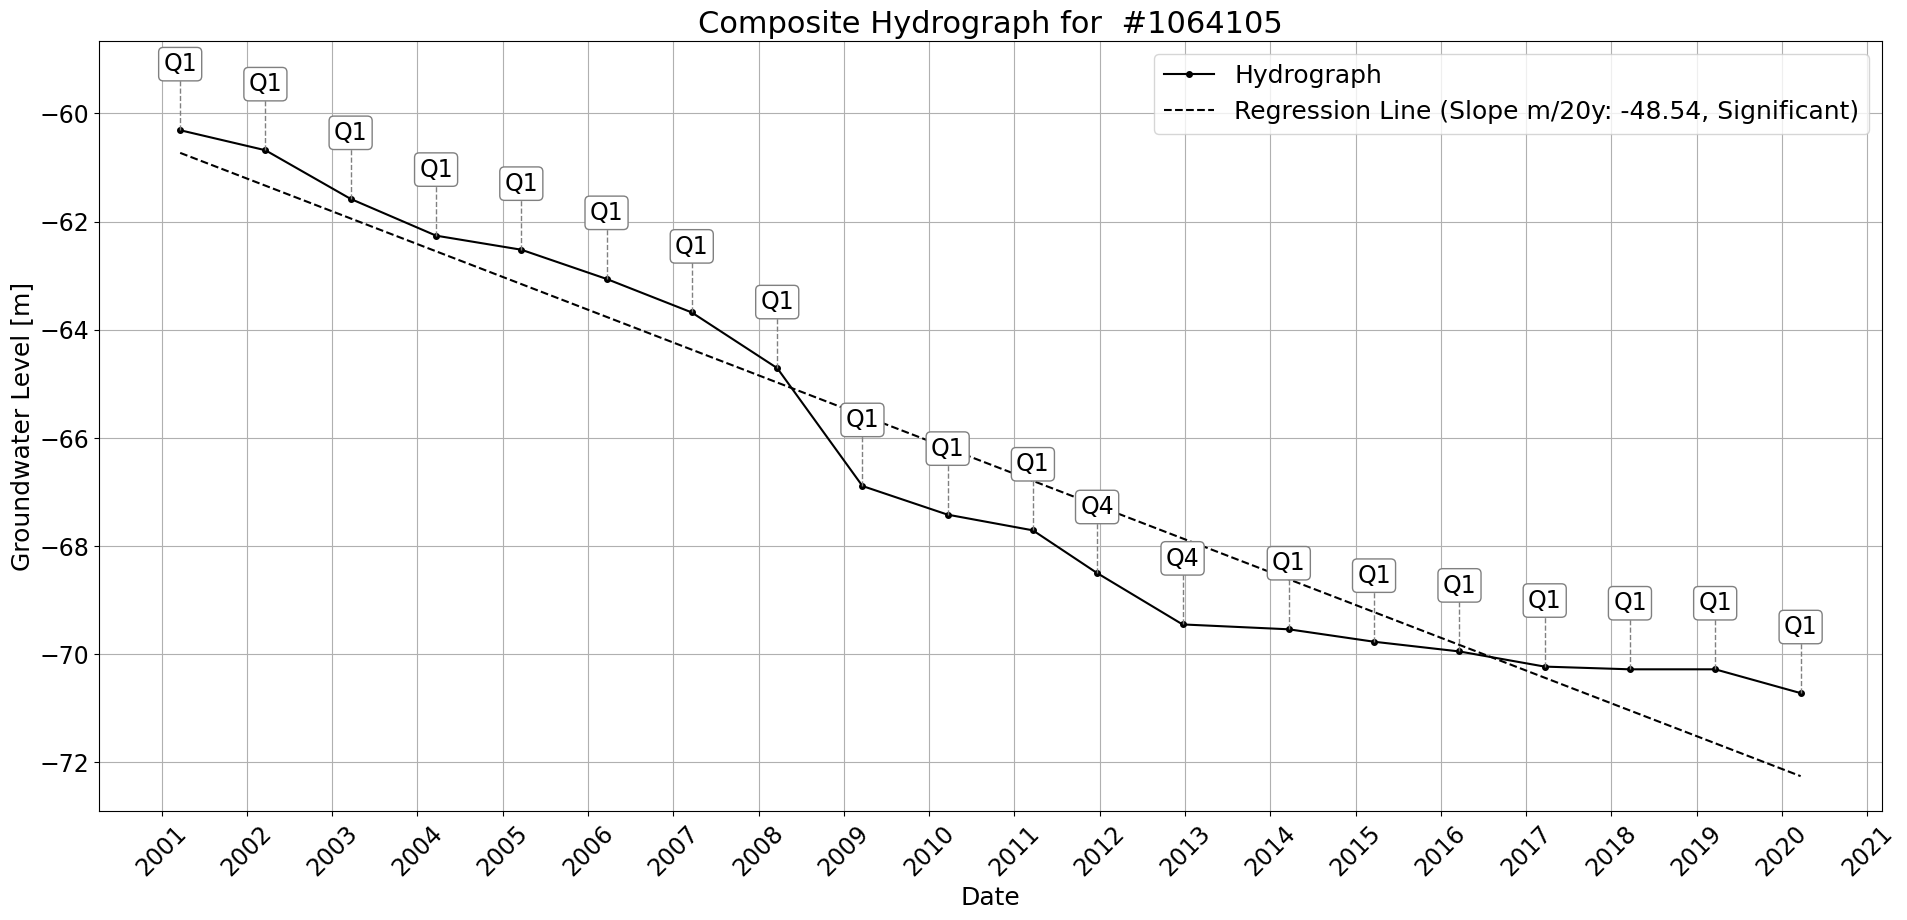 Composite Hydrograph for  #1064105
Hydrograph
Regression Line (Slope m/20y: -48.54, Significant)
Q1
Q1
Q1
Q1
Q1
Q1
Q1
Q1
Q1
Q1
Q1
Q4
Q4
Q1
Q1
Q1
Q1
Q1
Q1
Q1
Groundwater Level [m]
−60
−62
−64
−66
−68
−70
−72
2001
2002
2003
2004
2005
2006
2007
2008
2009
2010
2011
2012
2013
2014
2015
2016
2017
2018
2019
2020
2021
Date